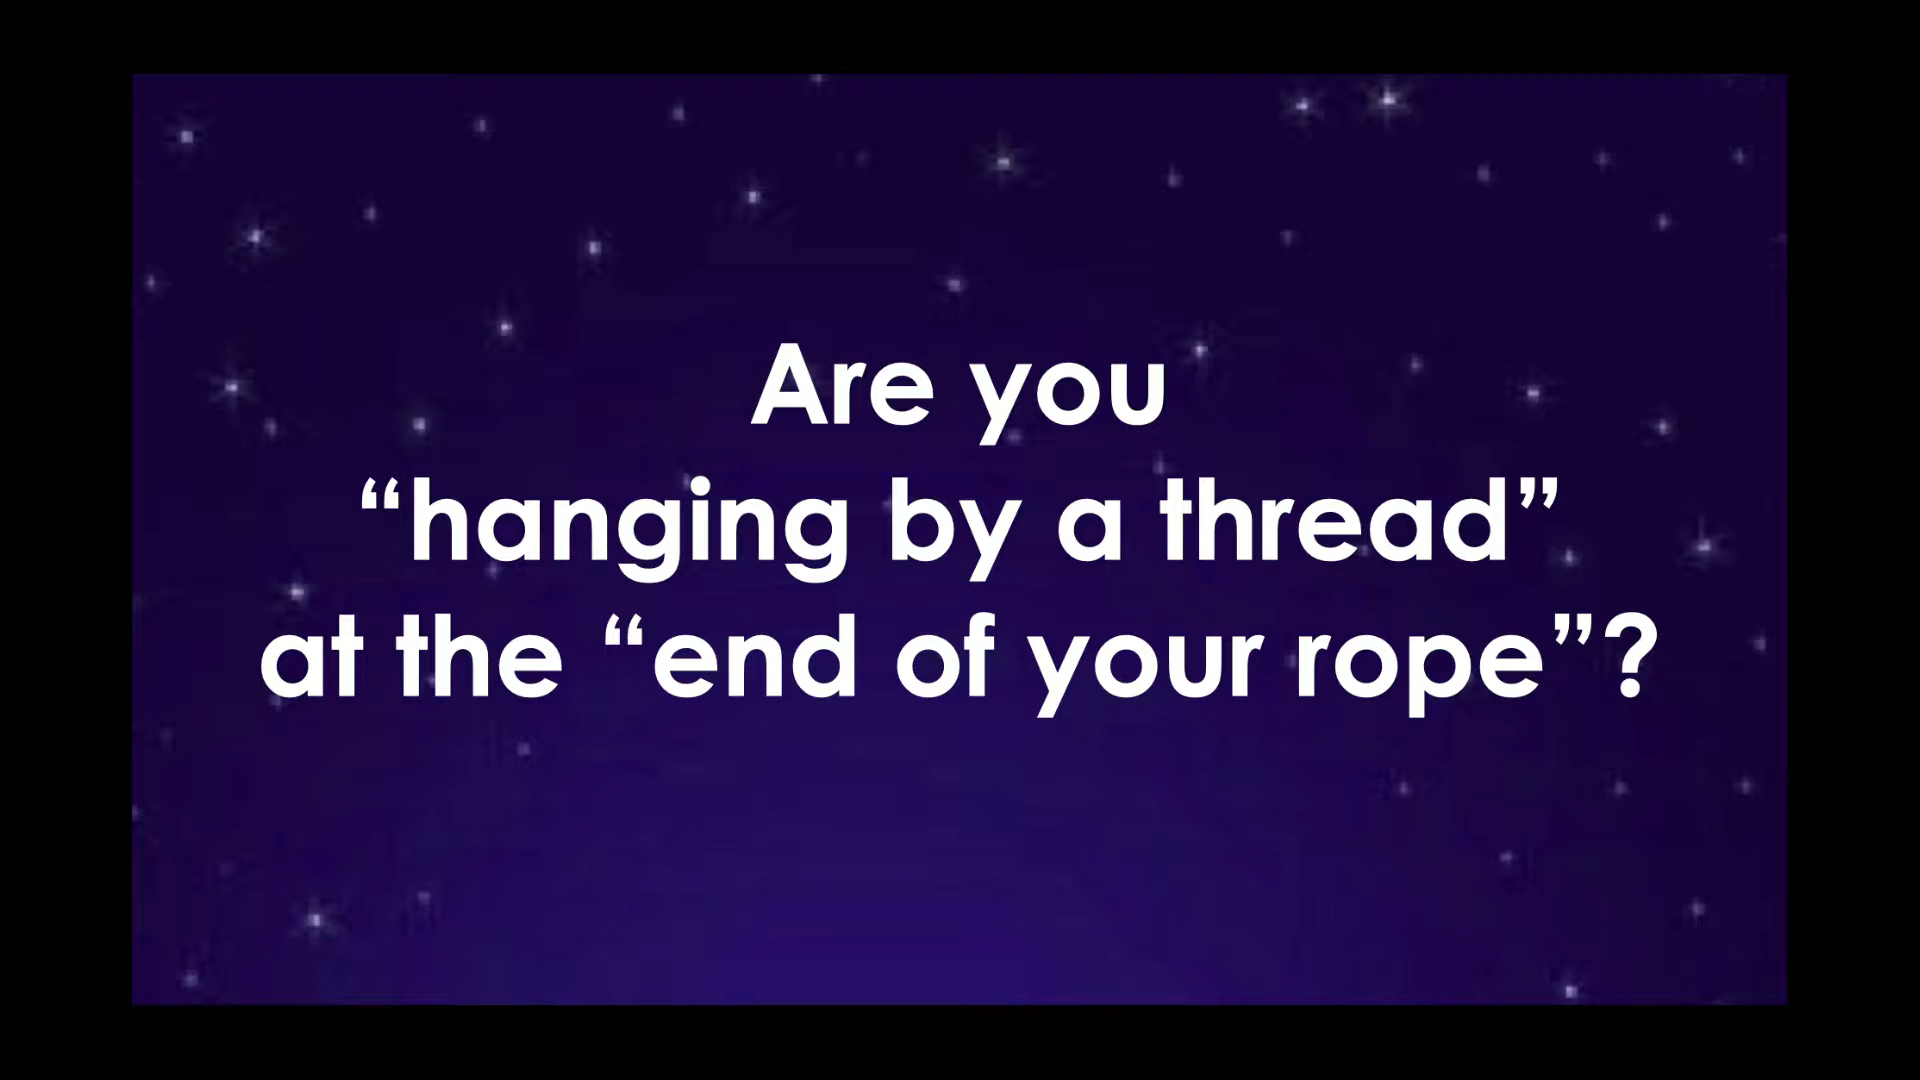 Are you
“hanging by a thread”
at the “end of your rope”?